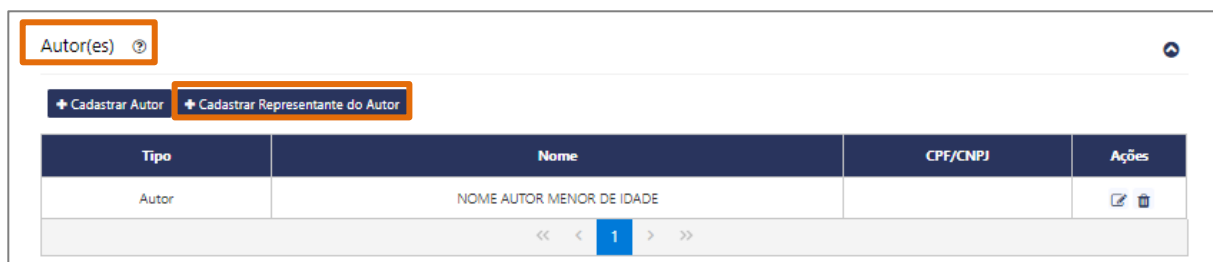 Autor(es) ?
+ Cadastrar Autor + Cadastrar Representante do Autor
Tipo Nome CPF/CNPJ Ações
Autor NOME AUTOR MENOR DE IDADE
<< < 1 > >>